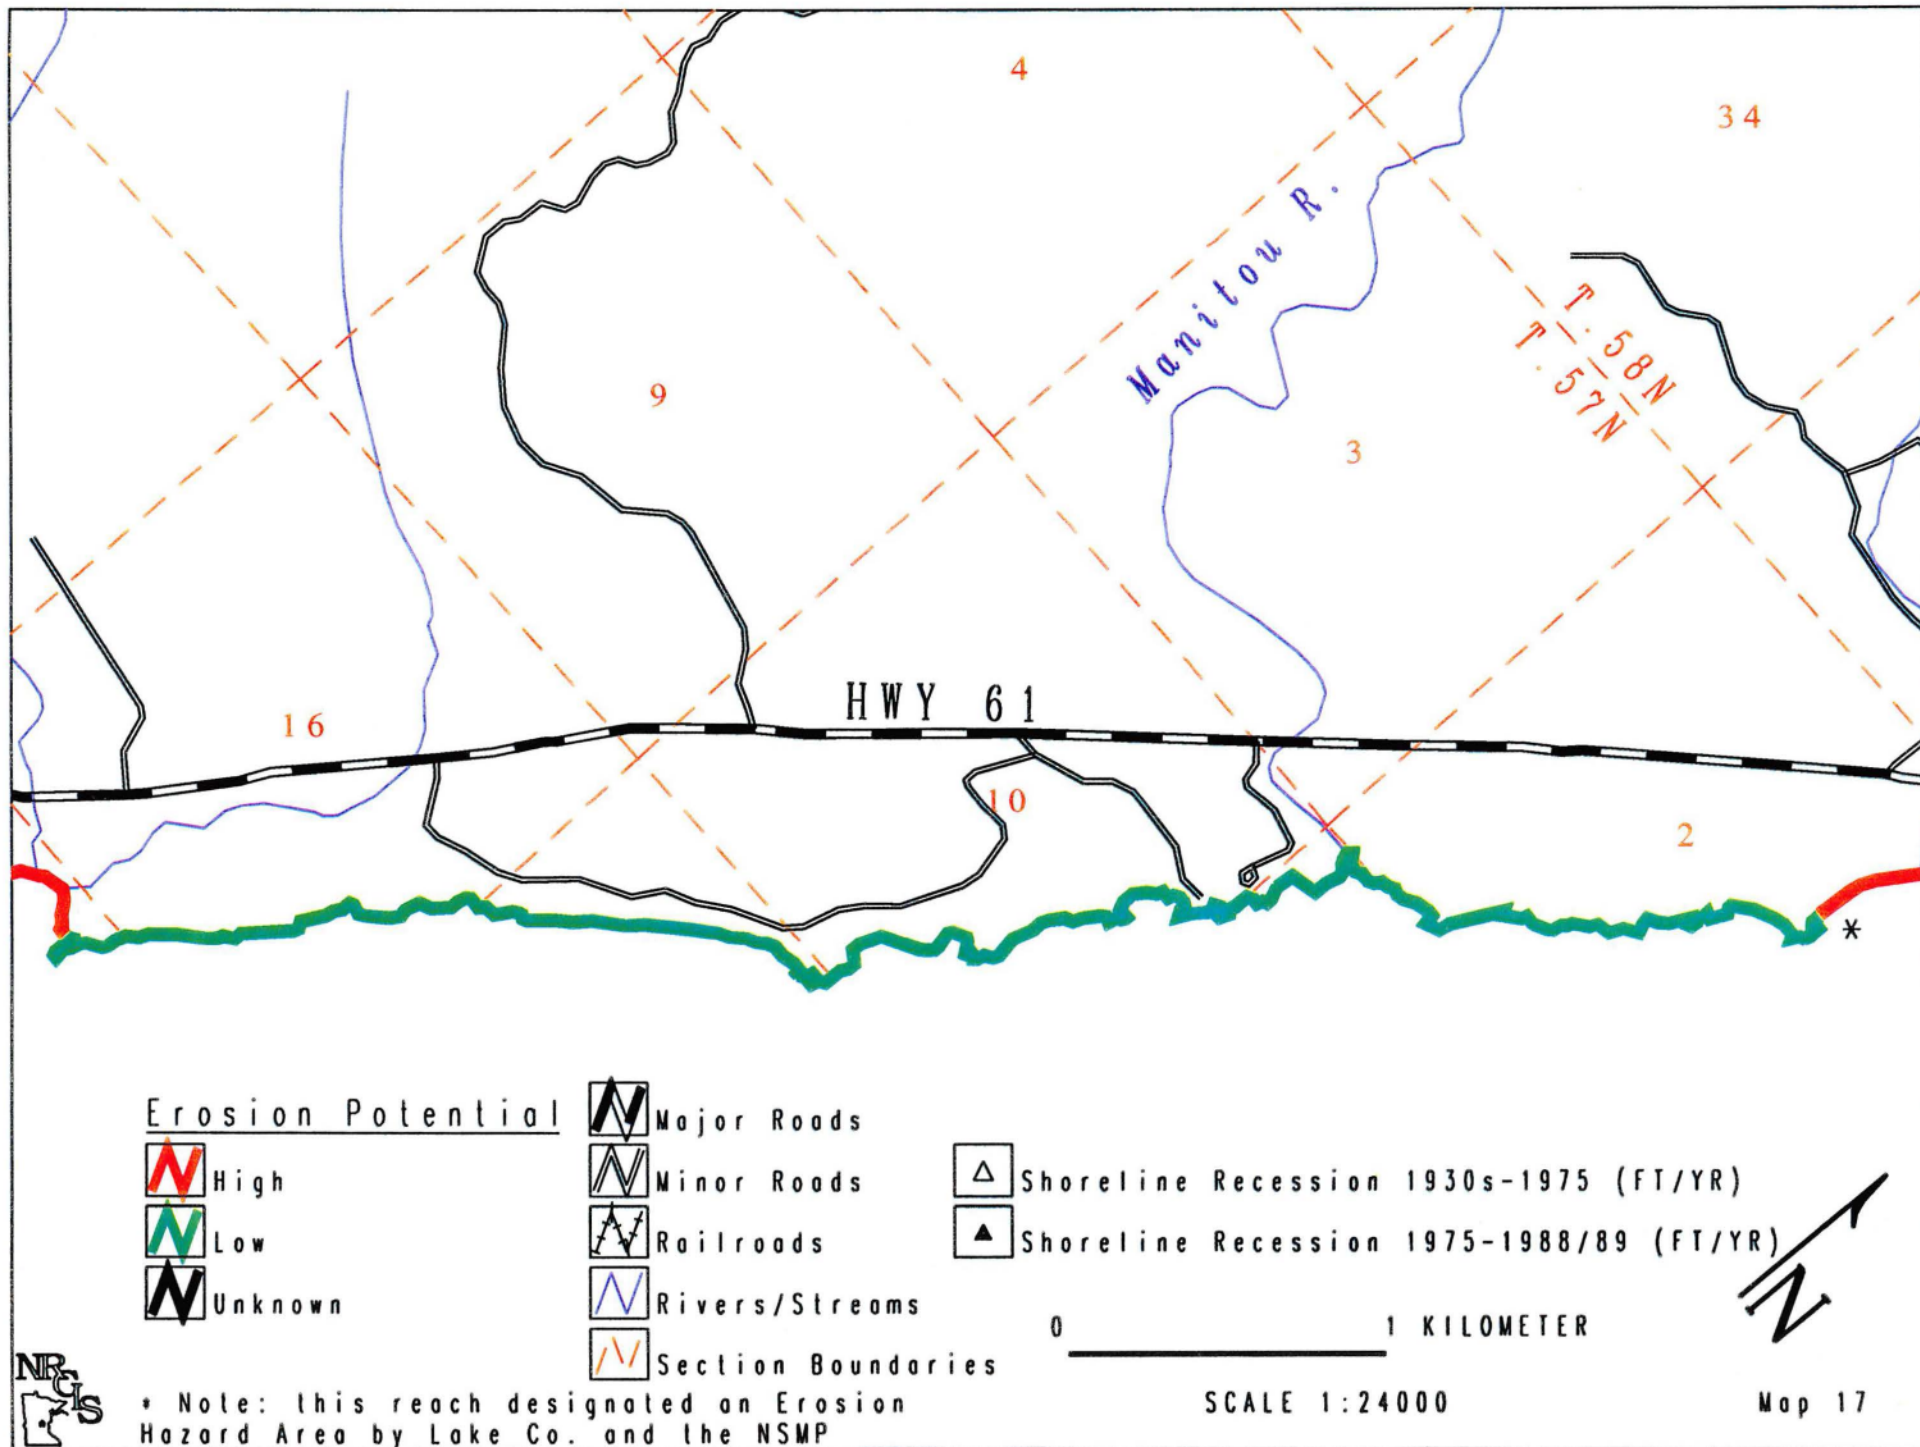 4
34
Manitou R.
T. 58N
T. 57N
9
3
HWY 61
16
10
2
*
Erosion Potential
High
Low
Unknown
Major Roads
Minor Roads
Railroads
Rivers/Streams
Section Boundaries
Shoreline Recession 1930s-1975 (FT/YR)
Shoreline Recession 1975-1988/89 (FT/YR)
N
0 1 KILOMETER
SCALE 1:24000
Map 17
NRGIS
* Note: this reach designated an Erosion
Hazard Area by Lake Co. and the NSMP